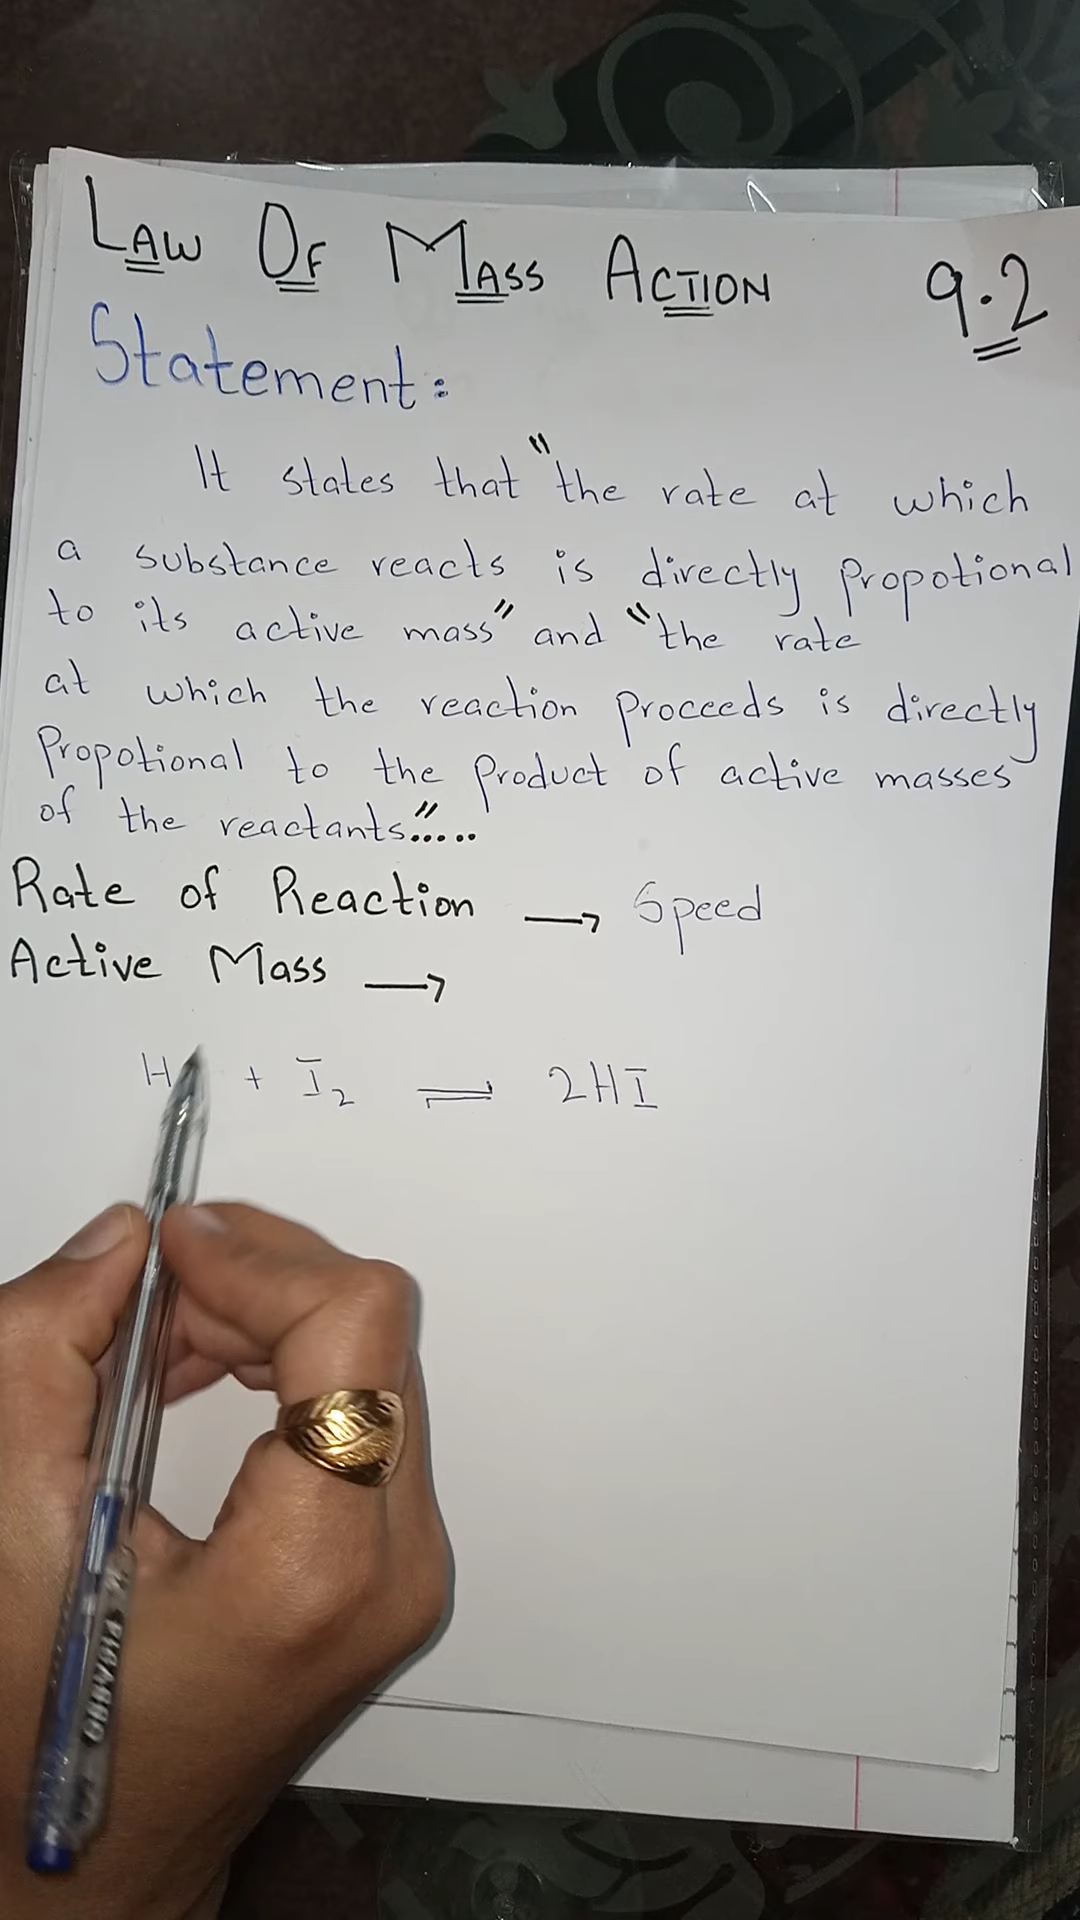 LAW OF MASS ACTION 9.2
Statement:
It states that "the rate at which
a substance reacts is directly propotional
to its active mass" and "the rate
at which the reaction proceeds is directly
Propotional to the product of active masses
of the reactants".....
Rate of Reaction → Speed
Active Mass →
H + I₂ ⇌ 2HI
PIANO